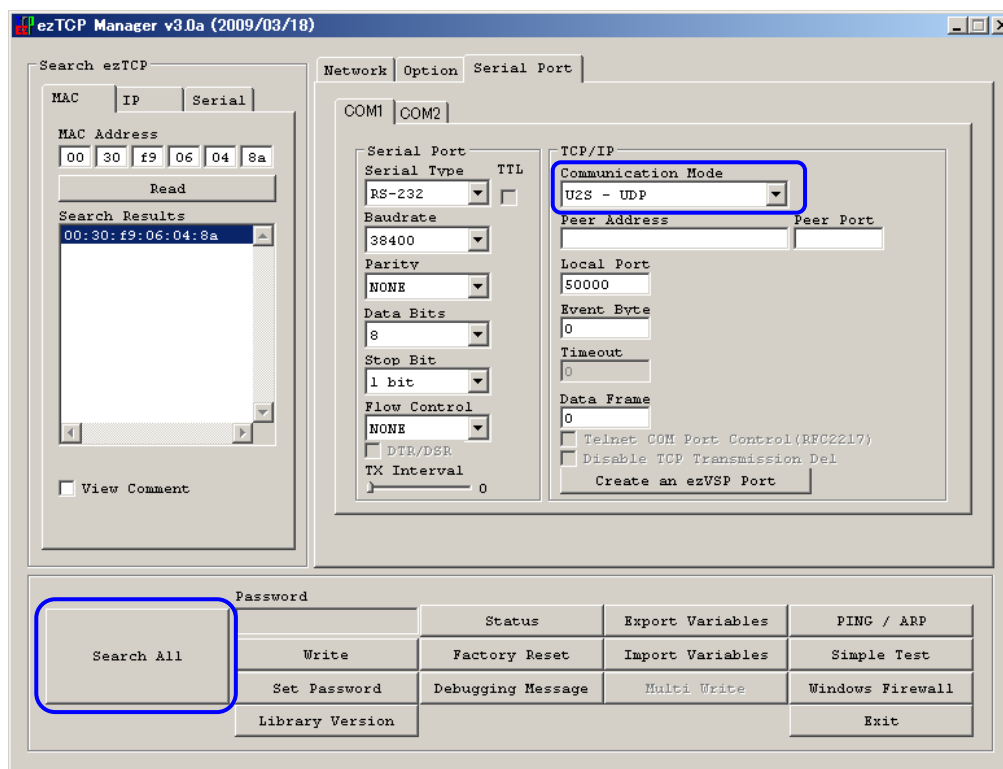 ezTCP Manager v3.0a (2009/03/18)
Search ezTCP
MAC IP Serial
MAC Address
00 30 f9 06 04 8a
Read
Search Results
00:30:f9:06:04:8a
View Comment
Network Option Serial Port
COM1 COM2
Serial Port
Serial Type TTL
RS-232
Baudrate
38400
Parity
NONE
Data Bits
8
Stop Bit
1 bit
Flow Control
NONE
DTR/DSR
TX Interval
0
TCP/IP
Communication Mode
U2S - UDP
Peer Address Peer Port
Local Port
50000
Event Byte
0
Timeout
0
Data Frame
0
Telnet COM Port Control(RFC2217)
Disable TCP Transmission Del
Create an ezVSP Port
Password
Search All
Status Export Variables PING / ARP
Write Factory Reset Import Variables Simple Test
Set Password Debugging Message Multi Write Windows Firewall
Library Version Exit